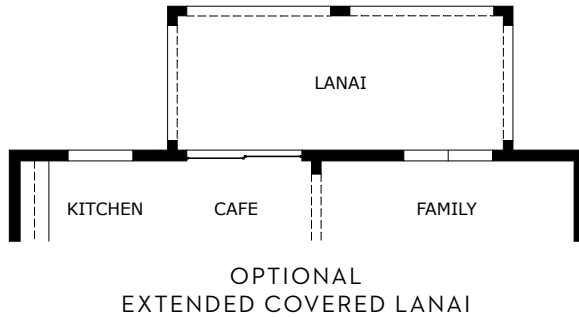 LANAI
KITCHEN CAFE FAMILY
OPTIONAL
EXTENDED COVERED LANAI